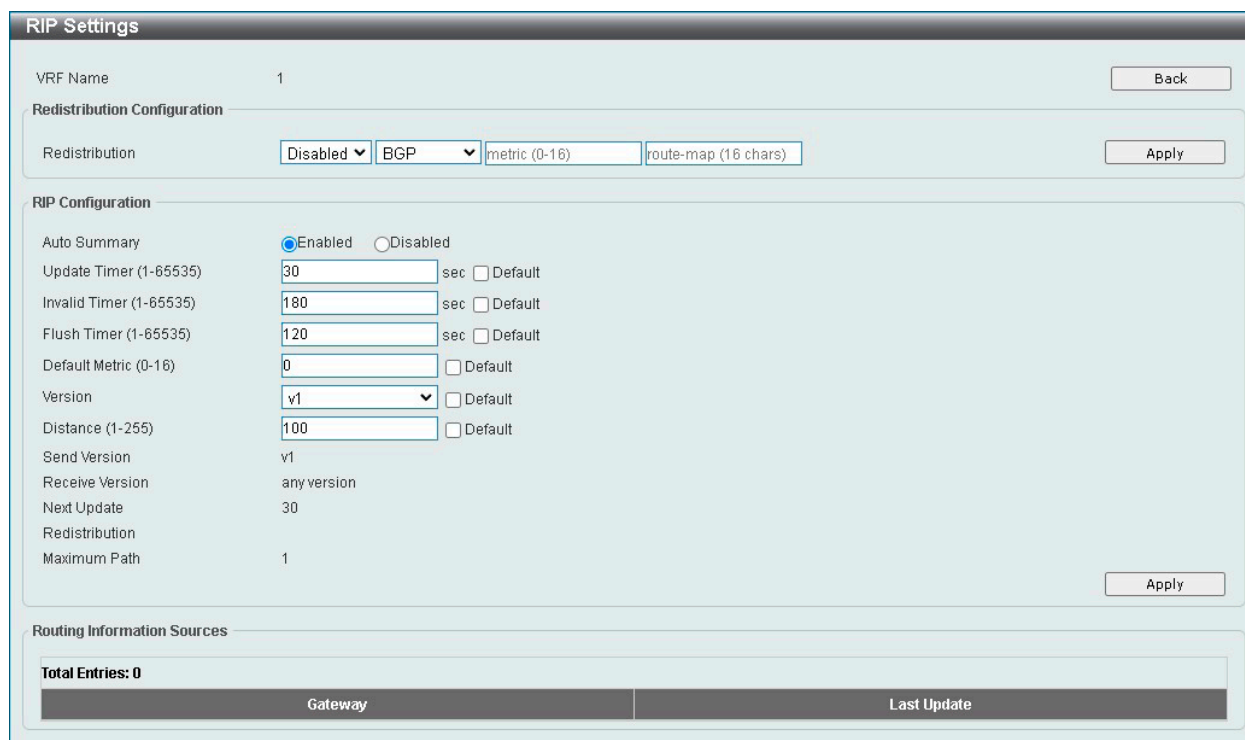 RIP Settings
VRF Name 1 Back
Redistribution Configuration
Redistribution Disabled BGP metric (0-16) route-map (16 chars) Apply
RIP Configuration
Auto Summary Enabled Disabled
Update Timer (1-65535) 30 sec Default
Invalid Timer (1-65535) 180 sec Default
Flush Timer (1-65535) 120 sec Default
Default Metric (0-16) 0 Default
Version v1 Default
Distance (1-255) 100 Default
Send Version v1
Receive Version any version
Next Update 30
Redistribution
Maximum Path 1
Apply
Routing Information Sources
Total Entries: 0
Gateway Last Update